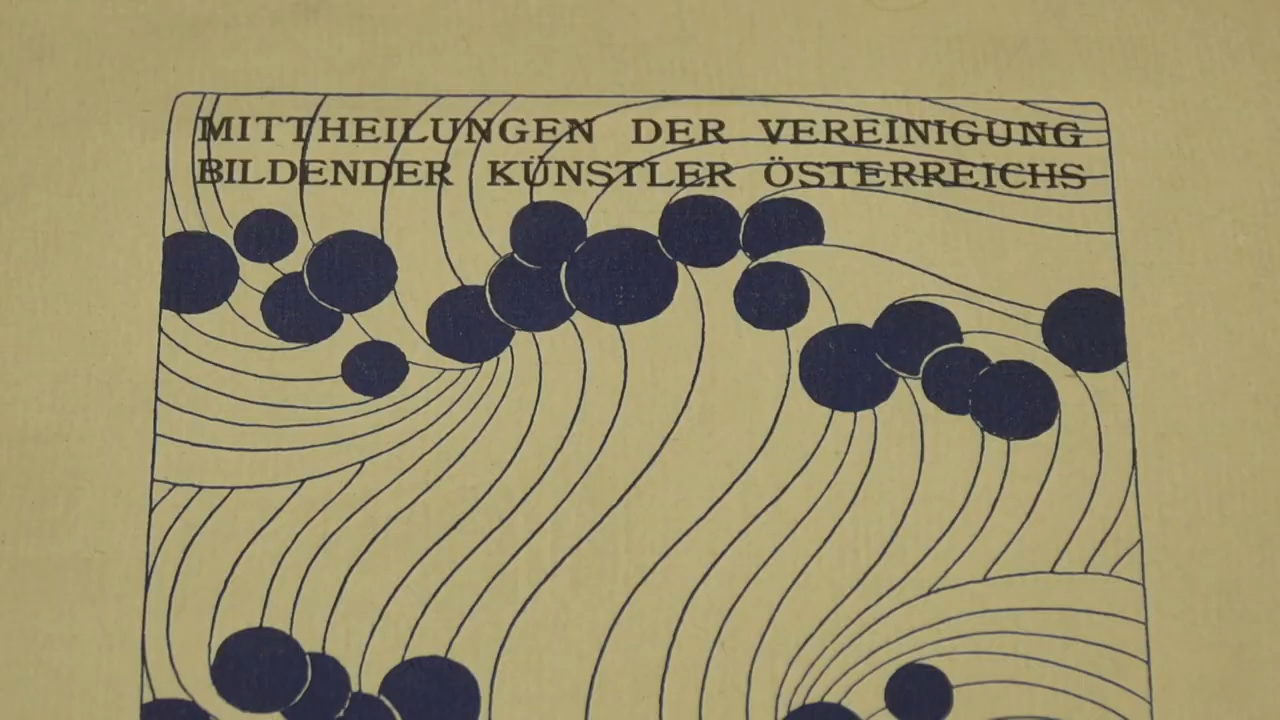 MITTHEILUNGEN DER VEREINIGUNG
BILDENDER KÜNSTLER ÖSTERREICHS